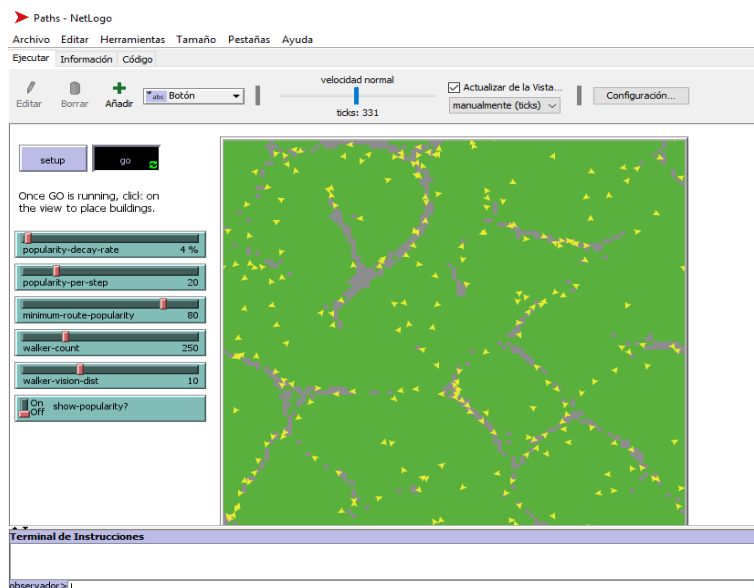 Paths - NetLogo
Archivo Editar Herramientas Tamaño Pestañas Ayuda
Ejecutar Información Código
Editar Borrar Añadir abc Botón velocidad normal ticks: 331 Actualizar de la Vista... manualmente (ticks) Configuración...
setup go
Once GO is running, click on
the view to place buildings.
popularity-decay-rate 4 %
popularity-per-step 20
minimum-route-popularity 80
walker-count 250
walker-vision-dist 10
On
Off show-popularity?
Terminal de Instrucciones
observador>